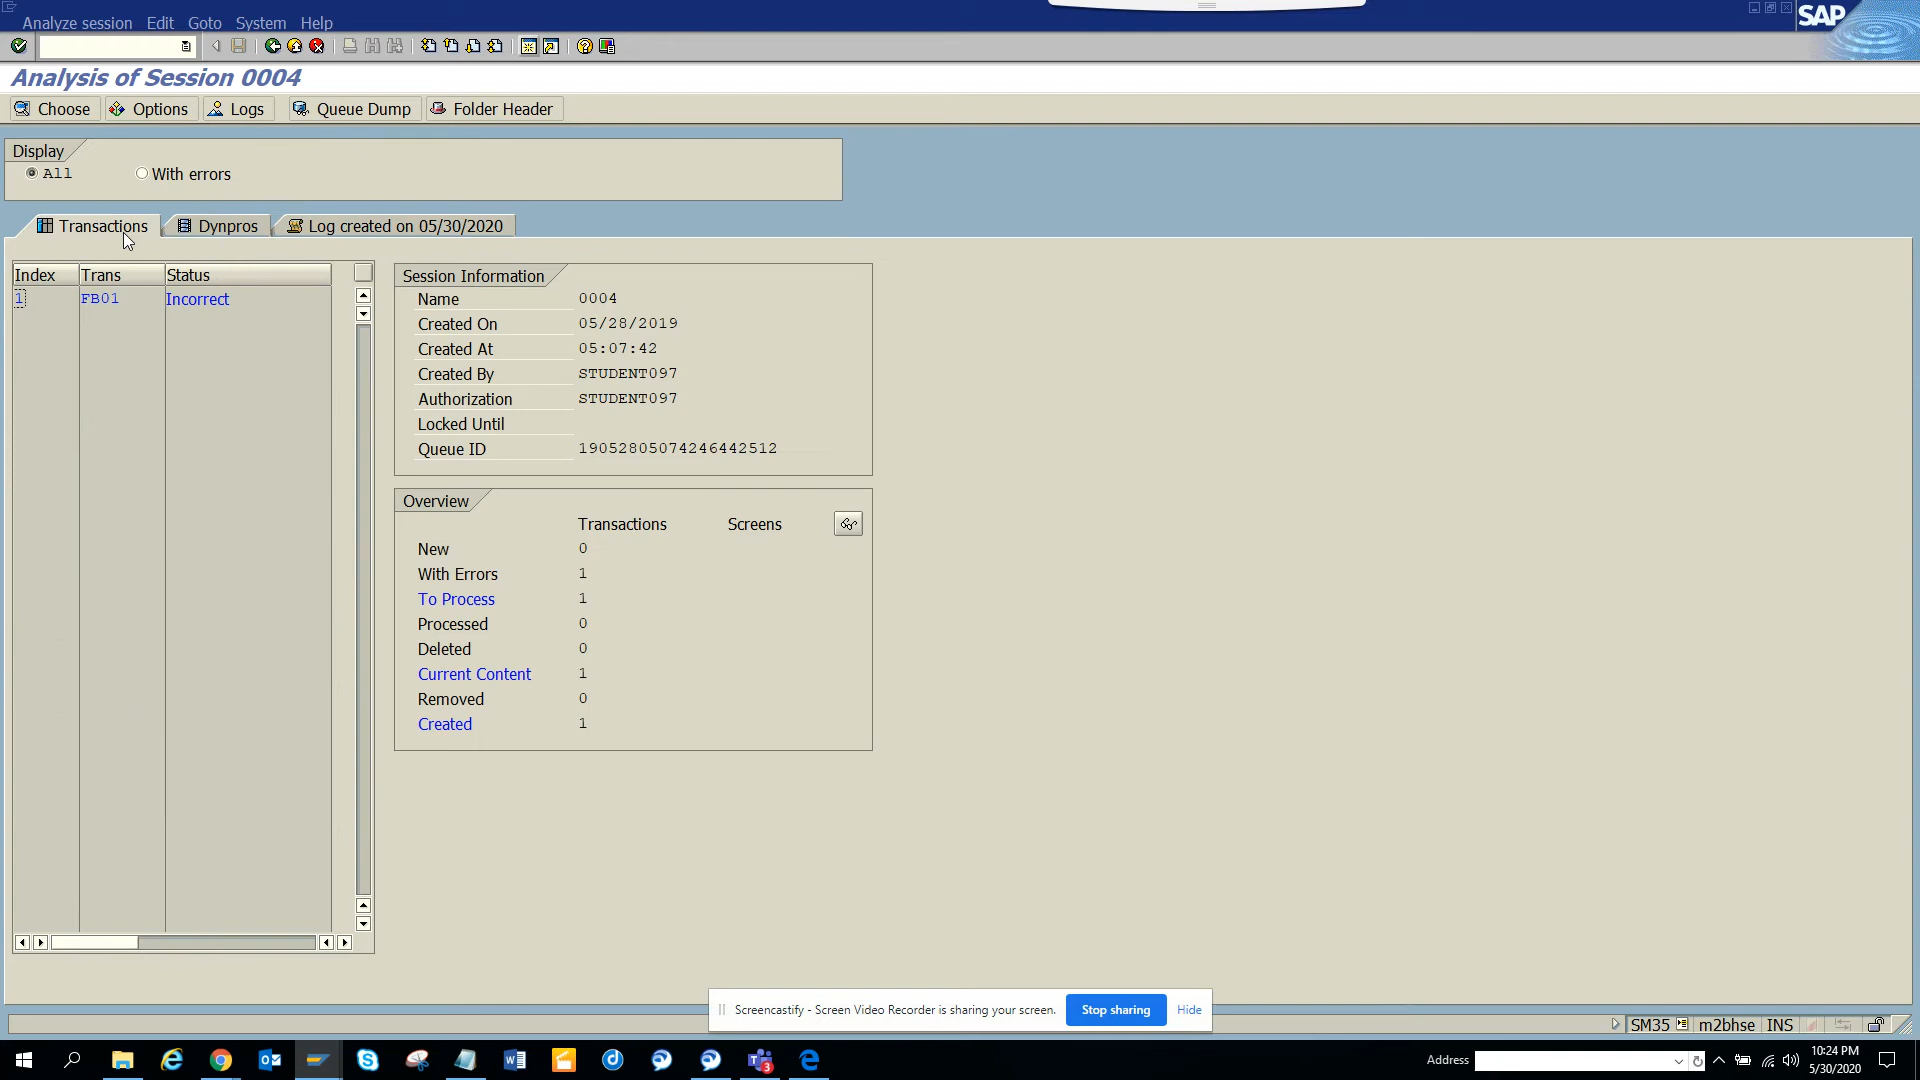 Analyze session Edit Goto System Help
SAP
Analysis of Session 0004
Choose Options Logs Queue Dump Folder Header
Display
All With errors
Transactions Dynpros Log created on 05/30/2020
Index Trans Status
1 FB01 Incorrect
Session Information
Name 0004
Created On 05/28/2019
Created At 05:07:42
Created By STUDENT097
Authorization STUDENT097
Locked Until
Queue ID 19052805074246442512
Overview
Transactions Screens
New 0
With Errors 1
To Process 1
Processed 0
Deleted 0
Current Content 1
Removed 0
Created 1
Screencastify - Screen Video Recorder is sharing your screen. Stop sharing Hide
SM35 m2bhse INS
Address
10:24 PM
5/30/2020
3